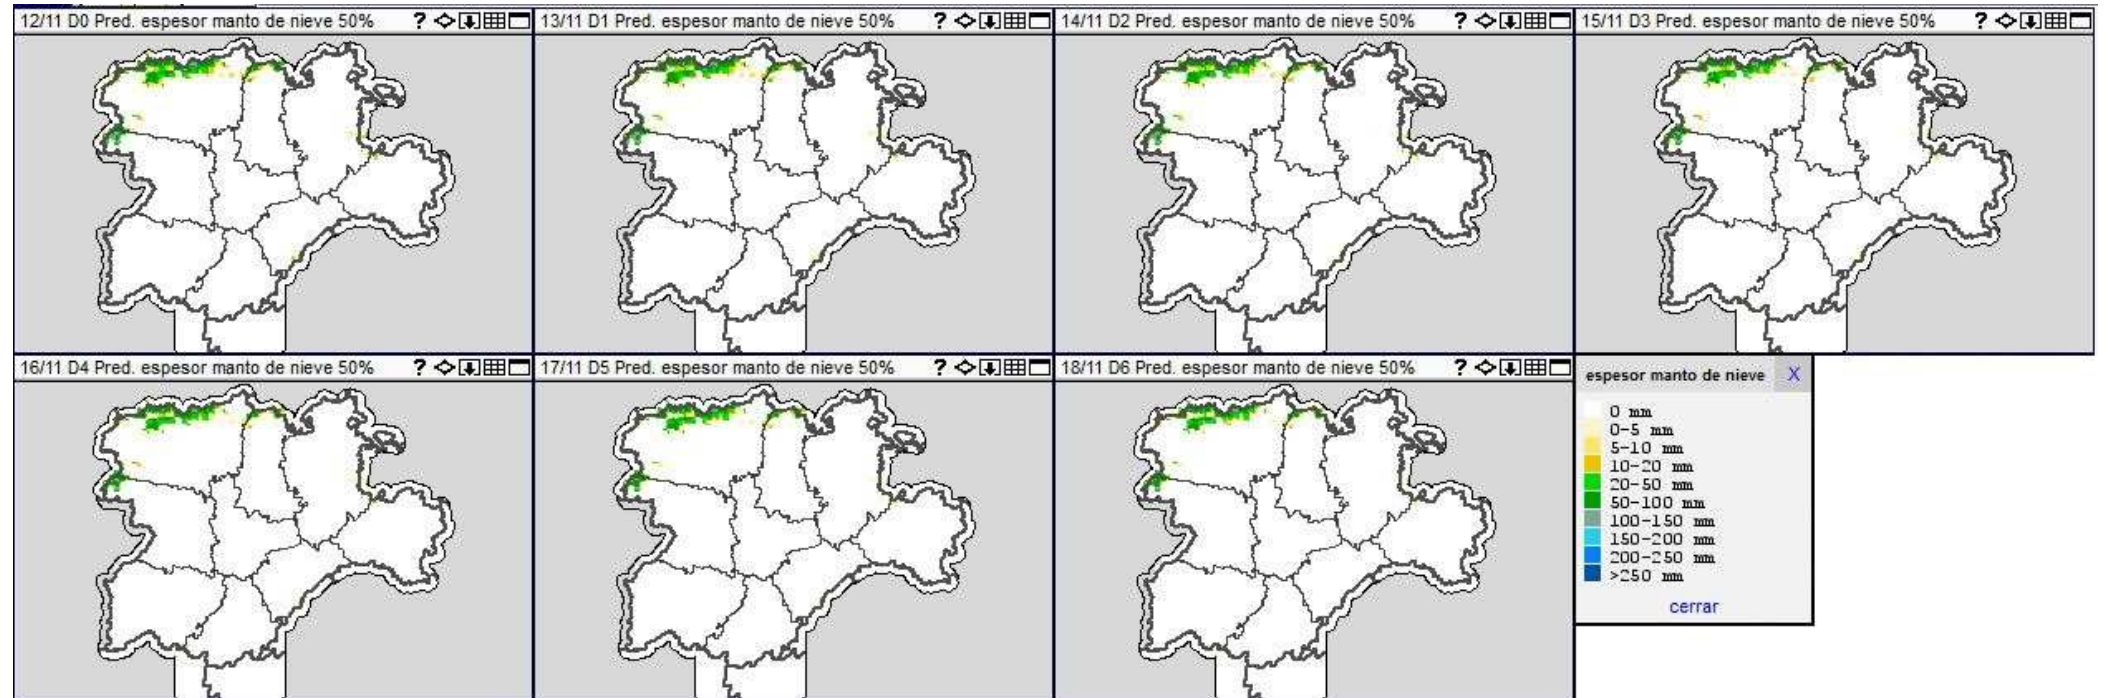 12/11 D0 Pred. espesor manto de nieve 50% ?
13/11 D1 Pred. espesor manto de nieve 50% ?
14/11 D2 Pred. espesor manto de nieve 50% ?
15/11 D3 Pred. espesor manto de nieve 50% ?
16/11 D4 Pred. espesor manto de nieve 50% ?
17/11 D5 Pred. espesor manto de nieve 50% ?
18/11 D6 Pred. espesor manto de nieve 50% ?
espesor manto de nieve X
0 mm
0-5 mm
5-10 mm
10-20 mm
20-50 mm
50-100 mm
100-150 mm
150-200 mm
200-250 mm
>250 mm
cerrar